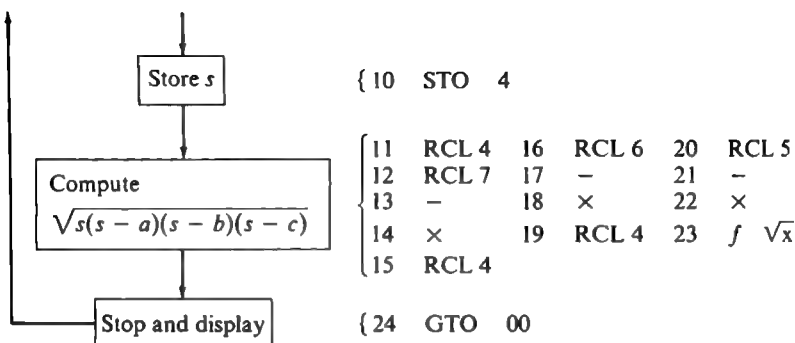 Store s { 10 STO 4
11 RCL 4 16 RCL 6 20 RCL 5
Compute 12 RCL 7 17 − 21 −
√s(s − a)(s − b)(s − c) 13 − 18 × 22 ×
14 × 19 RCL 4 23 f √x
15 RCL 4
Stop and display { 24 GTO 00